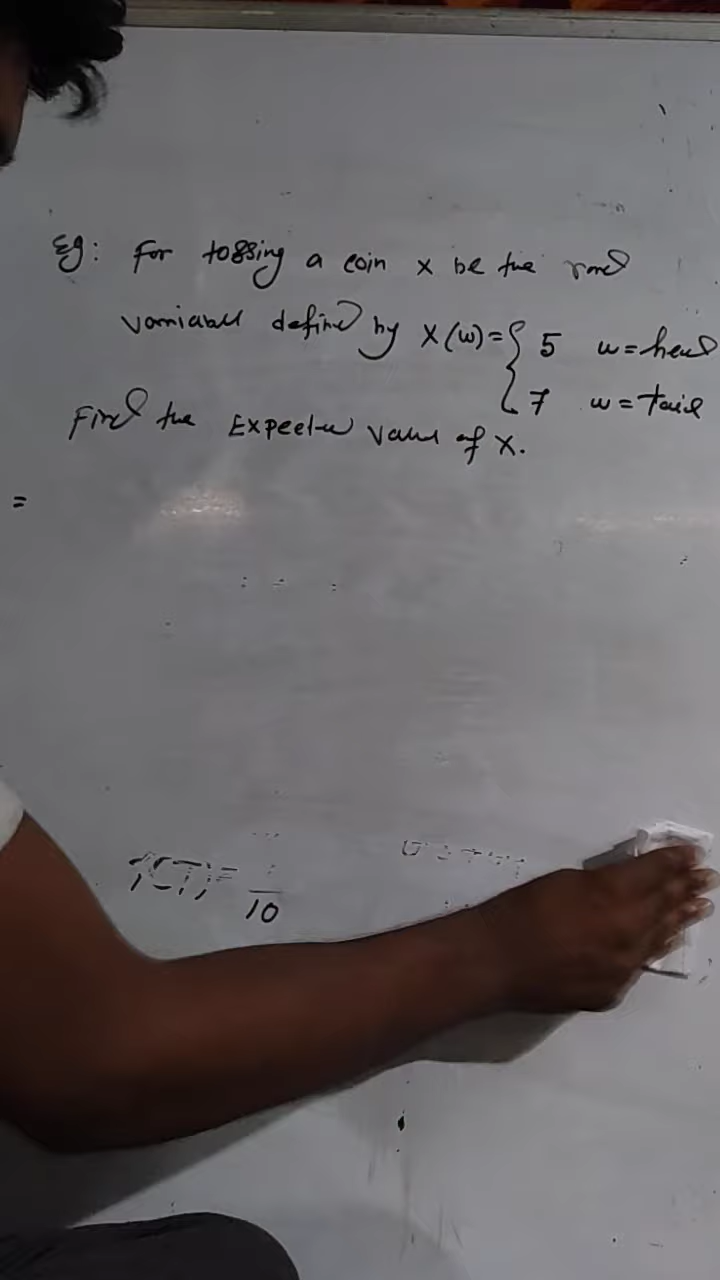 Eg: For tossing a coin X be the rand
variable defined by X(w) = { 5 w = head
7 w = tail
Find the Expected value of X.
=
10